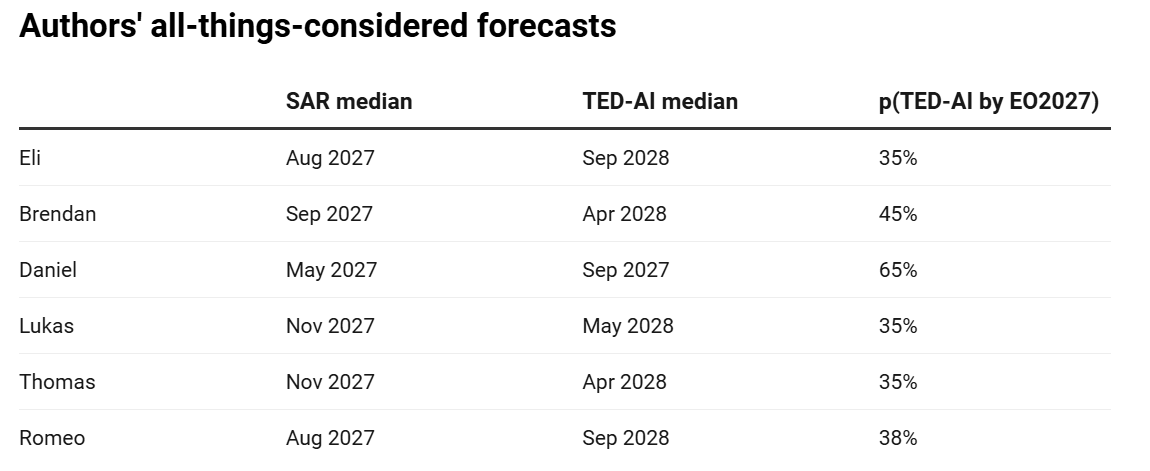 Authors' all-things-considered forecasts
SAR median TED-AI median p(TED-AI by EO2027)
Eli Aug 2027 Sep 2028 35%
Brendan Sep 2027 Apr 2028 45%
Daniel May 2027 Sep 2027 65%
Lukas Nov 2027 May 2028 35%
Thomas Nov 2027 Apr 2028 35%
Romeo Aug 2027 Sep 2028 38%